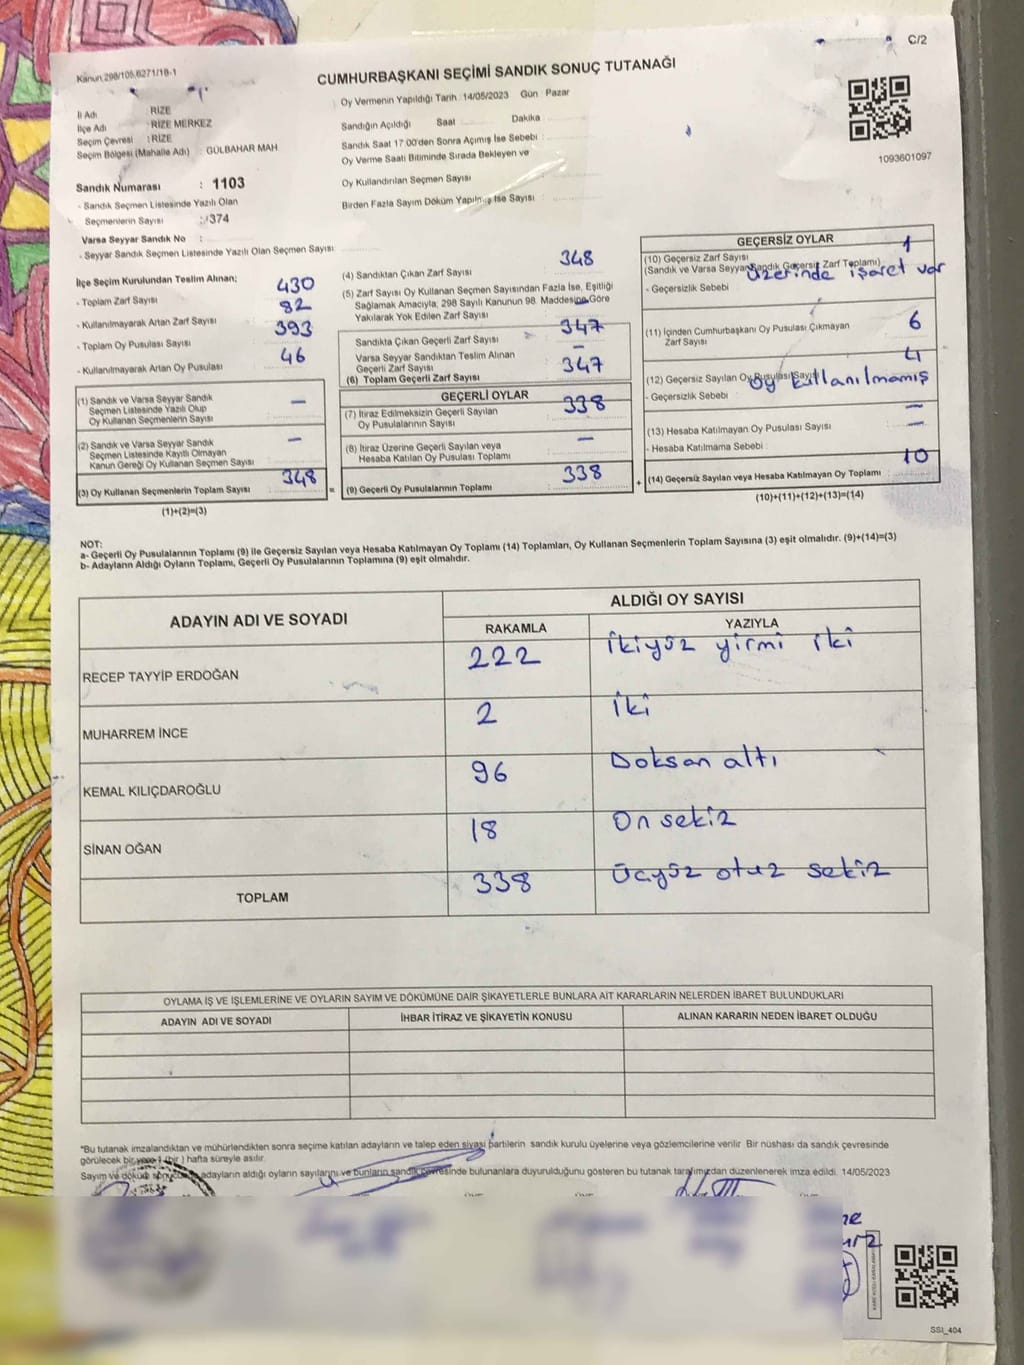 C/2
Kanun 298/105,6271/18-1
CUMHURBAŞKANI SEÇİMİ SANDIK SONUÇ TUTANAĞI
İl Adı : RİZE
İlçe Adı : RİZE MERKEZ
Seçim Çevresi : RİZE
Seçim Bölgesi (Mahalle Adı) : GÜLBAHAR MAH
Sandık Numarası : 1103
- Sandık Seçmen Listesinde Yazılı Olan
Seçmenlerin Sayısı : 374
Varsa Seyyar Sandık No :
- Seyyar Sandık Seçmen Listesinde Yazılı Olan Seçmen Sayısı
Oy Vermenin Yapıldığı Tarih : 14/05/2023 Gün : Pazar
Sandığın Açıldığı Saat Dakika
Sandık Saat 17.00'den Sonra Açımış İse Sebebi :
Oy Verme Saati Bitiminde Sırada Bekleyen ve
Oy Kullandırılan Seçmen Sayısı
Birden Fazla Sayım Döküm Yapılmış İse Sayısı :
1093601097
İlçe Seçim Kurulundan Teslim Alınan;
- Toplam Zarf Sayısı 430
- Kullanılmayarak Artan Zarf Sayısı 82
- Toplam Oy Pusulası Sayısı 393
- Kullanılmayarak Artan Oy Pusulası 46
(1) Sandık ve Varsa Seyyar Sandık
Seçmen Listesinde Yazılı Olup
Oy Kullanan Seçmenlerin Sayısı –
(2) Sandık ve Varsa Seyyar Sandık
Seçmen Listesinde Kayıtlı Olmayan
Kanun Gereği Oy Kullanan Seçmen Sayısı –
(3) Oy Kullanan Seçmenlerin Toplam Sayısı 348
(1)+(2)=(3)
(4) Sandıktan Çıkan Zarf Sayısı 348
(5) Zarf Sayısı Oy Kullanan Seçmen Sayısından Fazla İse, Eşitliği
Sağlamak Amacıyla, 298 Sayılı Kanunun 98. Maddesine Göre
Yakılarak Yok Edilen Zarf Sayısı –
Sandıkta Çıkan Geçerli Zarf Sayısı 347
Varsa Seyyar Sandıktan Teslim Alınan
Geçerli Zarf Sayısı –
(6) Toplam Geçerli Zarf Sayısı 347
GEÇERLİ OYLAR
(7) İtiraz Edilmeksizin Geçerli Sayılan
Oy Pusulasının Sayısı 338
(8) İtiraz Üzerine Geçerli Sayılan veya
Hesaba Katılan Oy Pusulası Toplamı –
= (9) Geçerli Oy Pusulalarının Toplamı 338
GEÇERSİZ OYLAR
(10) Geçersiz Zarf Sayısı 1
(Sandık ve Varsa Seyyar Sandık Geçersiz Zarf Toplamı)
- Geçersizlik Sebebi üzerinde işaret var
(11) İçinden Cumhurbaşkanı Oy Pusulası Çıkmayan
Zarf Sayısı 6
(12) Geçersiz Sayılan Oy Pusulası Sayısı
- Geçersizlik Sebebi oy kullanılmamış
(13) Hesaba Katılmayan Oy Pusulası Sayısı –
- Hesaba Katılmama Sebebi : –
+ (14) Geçersiz Sayılan veya Hesaba Katılmayan Oy Toplamı 10
(10)+(11)+(12)+(13)=(14)
NOT:
a- Geçerli Oy Pusulalarının Toplamı (9) ile Geçersiz Sayılan veya Hesaba Katılmayan Oy Toplamı (14) Toplamları, Oy Kullanan Seçmenlerin Toplam Sayısına (3) eşit olmalıdır. (9)+(14)=(3)
b- Adayların Aldığı Oyların Toplamı, Geçerli Oy Pusulalarının Toplamına (9) eşit olmalıdır.
ADAYIN ADI VE SOYADI
ALDIĞI OY SAYISI
RAKAMLA YAZIYLA
RECEP TAYYİP ERDOĞAN 222 İkiyüz yirmi iki
MUHARREM İNCE 2 İki
KEMAL KILIÇDAROĞLU 96 Doksan altı
SİNAN OĞAN 18 On sekiz
TOPLAM 338 Üçyüz otuz sekiz
OYLAMA İŞ VE İŞLEMLERİNE VE OYLARIN SAYIM VE DÖKÜMÜNE DAİR ŞİKAYETLERLE BUNLARA AİT KARARLARIN NELERDEN İBARET BULUNDUKLARI
ADAYIN ADI VE SOYADI İHBAR İTİRAZ VE ŞİKAYETİN KONUSU ALINAN KARARIN NEDEN İBARET OLDUĞU
*Bu tutanak imzalandıktan ve mühürlendikten sonra seçime katılan adayların ve talep eden siyasi partilerin sandık kurulu üyelerine veya gözlemcilerine verilir. Bir nüshası da sandık çevresinde
görülecek bir yere 1 (bir) hafta süreyle asılır.
Sayım ve döküm sonucunda adayların aldığı oyların sayılarını ve bunların sandık çevresinde bulunanlara duyurulduğunu gösteren bu tutanak tarafımızdan düzenlenerek imza edildi. 14/05/2023
SSI_404